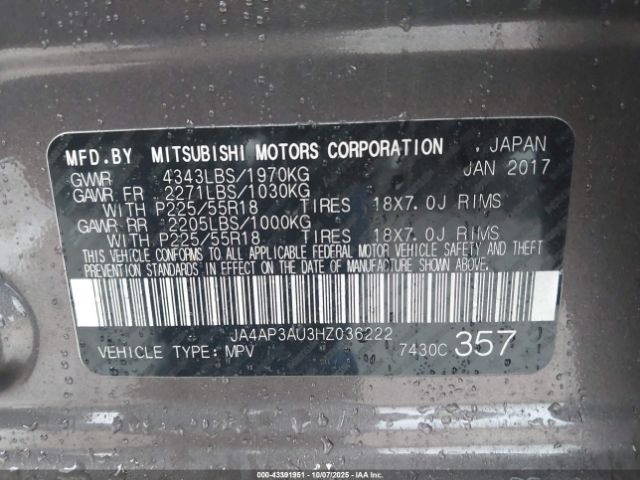 MFD.BY MITSUBISHI MOTORS CORPORATION , JAPAN
GVWR 4343LBS/1970KG JAN 2017
GAWR FR 2271LBS/1030KG
WITH P225/55R18 TIRES 18X7.0J RIMS
GAWR RR 2205LBS/1000KG
WITH P225/55R18 TIRES 18X7.0J RIMS
THIS VEHICLE CONFORMS TO ALL APPLICABLE FEDERAL MOTOR VEHICLE SAFETY AND THEFT
PREVENTION STANDARDS IN EFFECT ON THE DATE OF MANUFACTURE SHOWN ABOVE.
JA4AP3AU3HZ036222
VEHICLE TYPE: MPV 7430C 357
000-43391951 - 10/07/2025 - IAAI.COM